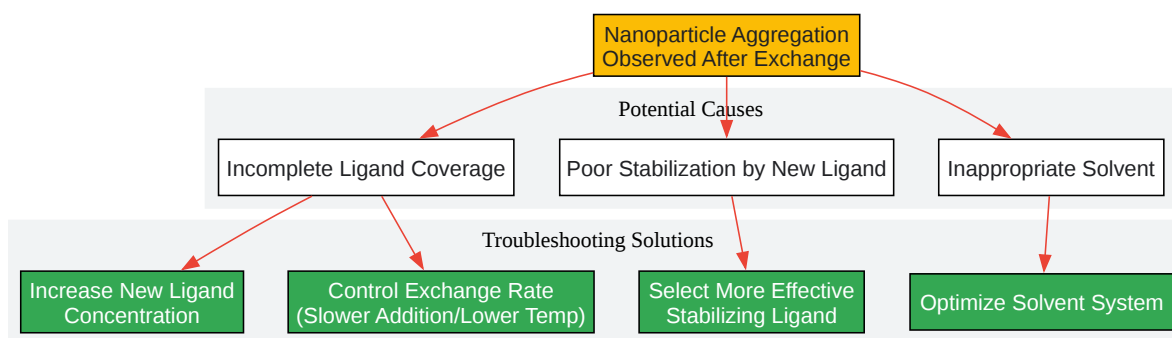 Nanoparticle Aggregation
Observed After Exchange
Potential Causes
Incomplete Ligand Coverage
Poor Stabilization by New Ligand
Inappropriate Solvent
Troubleshooting Solutions
Increase New Ligand
Concentration
Control Exchange Rate
(Slower Addition/Lower Temp)
Select More Effective
Stabilizing Ligand
Optimize Solvent System